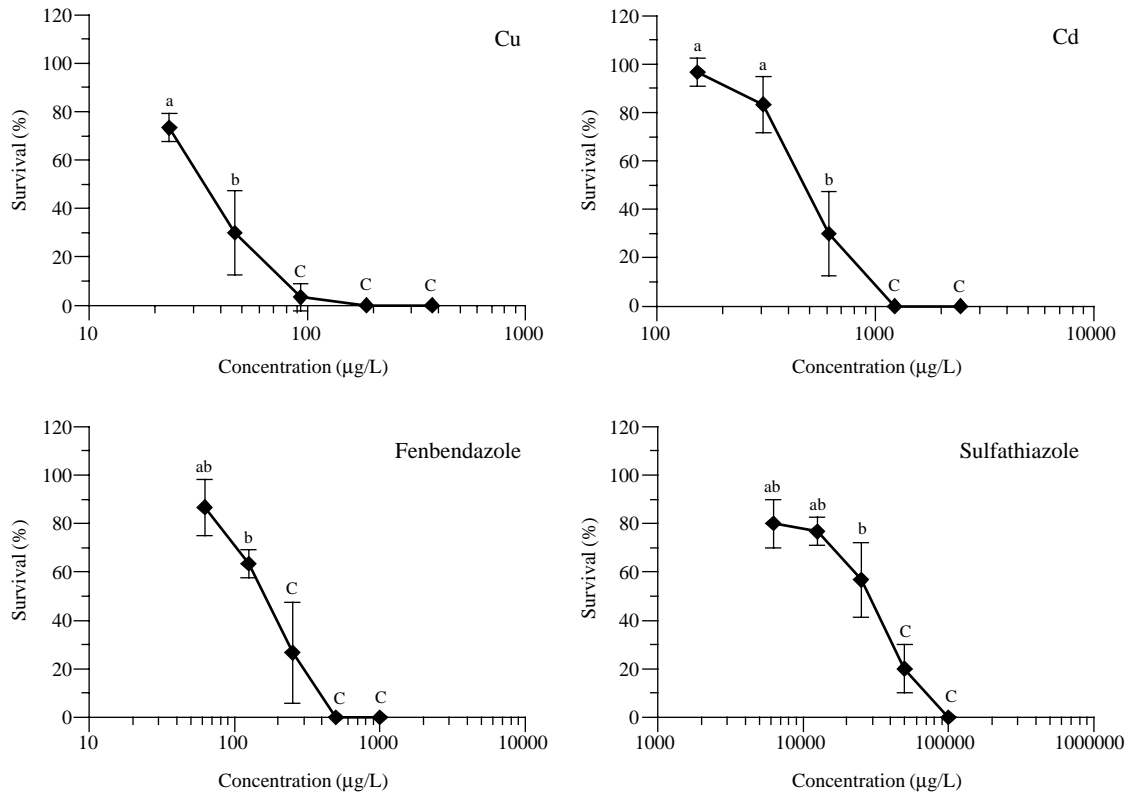 120
100
80
60
40
20
0
Survival (%)
Cu
a
b
C
C
C
10
100
1000
Concentration (µg/L)
120
100
80
60
40
20
0
Survival (%)
Cd
a
a
b
C
C
100
1000
10000
Concentration (µg/L)
120
100
80
60
40
20
0
Survival (%)
Fenbendazole
ab
b
C
C
C
10
100
1000
10000
Concentration (µg/L)
120
100
80
60
40
20
0
Survival (%)
Sulfathiazole
ab
ab
b
C
C
1000
10000
100000
1000000
Concentration (µg/L)